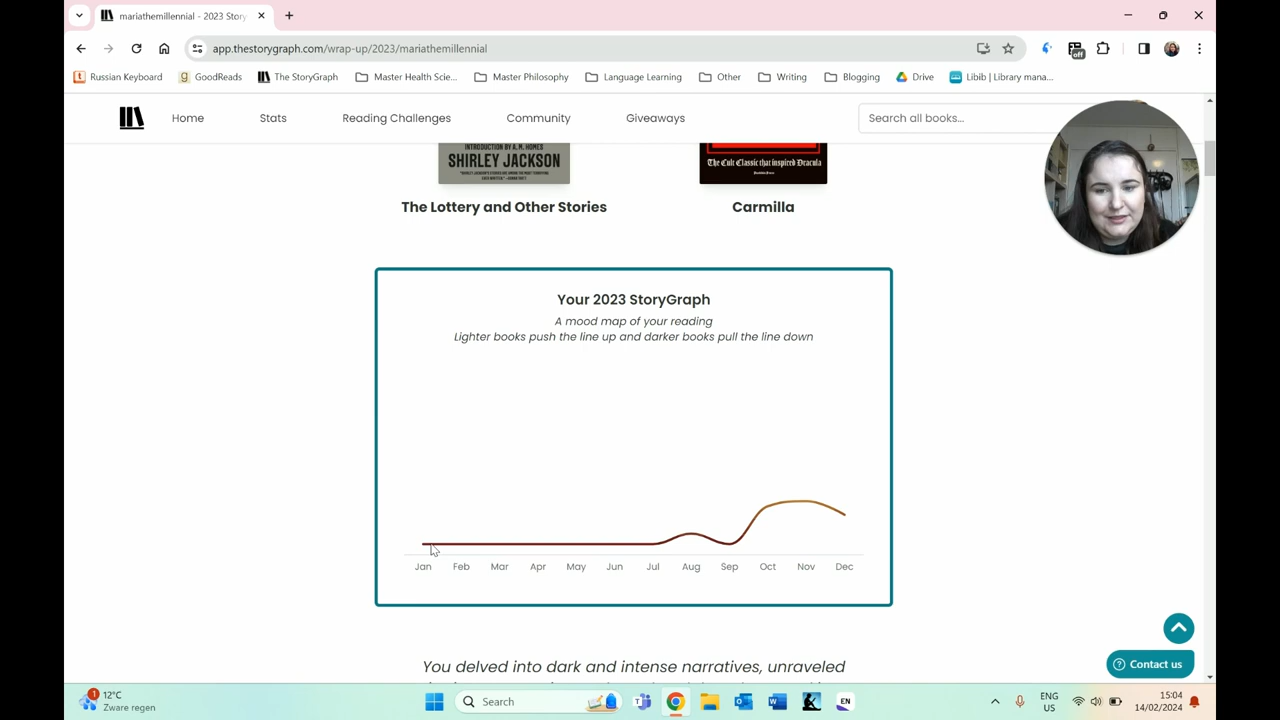 mariathemillennial - 2023 Story
app.thestorygraph.com/wrap-up/2023/mariathemillennial
off
Russian Keyboard
GoodReads
The StoryGraph
Master Health Scie...
Master Philosophy
Language Learning
Other
Writing
Blogging
Drive
Libib | Library mana...
Home
Stats
Reading Challenges
Community
Giveaways
Search all books...
INTRODUCTION BY A. M. HOMES
SHIRLEY JACKSON
The Cult Classic that inspired Dracula
The Lottery and Other Stories
Carmilla
Your 2023 StoryGraph
A mood map of your reading
Lighter books push the line up and darker books pull the line down
Jan Feb Mar Apr May Jun Jul Aug Sep Oct Nov Dec
You delved into dark and intense narratives, unraveled
Contact us
1
12°C
Zware regen
Search
EN
ENG
US
15:04
14/02/2024